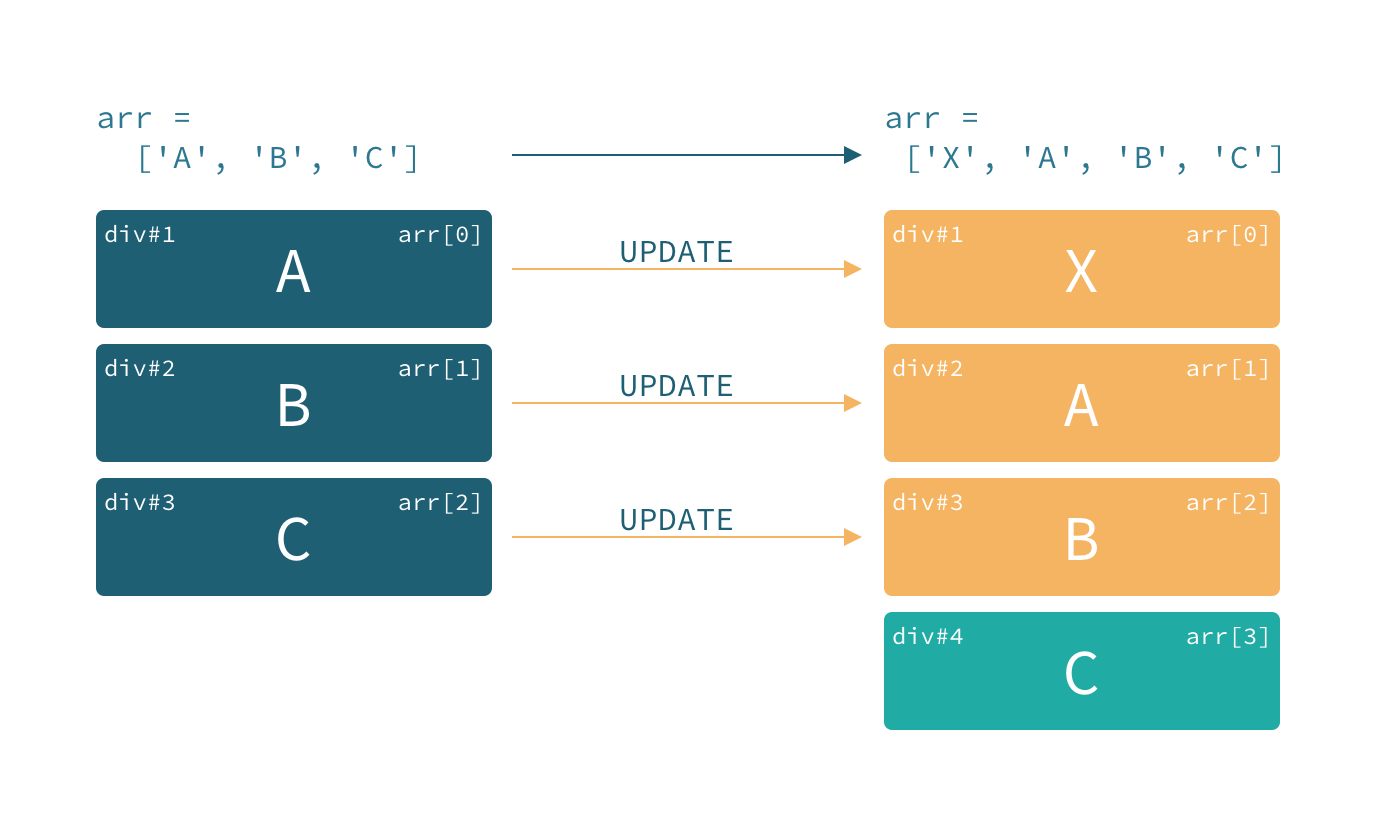 arr =
['A', 'B', 'C']
arr =
['X', 'A', 'B', 'C']
div#1 arr[0]
A
UPDATE
div#1 arr[0]
X
div#2 arr[1]
B
UPDATE
div#2 arr[1]
A
div#3 arr[2]
C
UPDATE
div#3 arr[2]
B
div#4 arr[3]
C